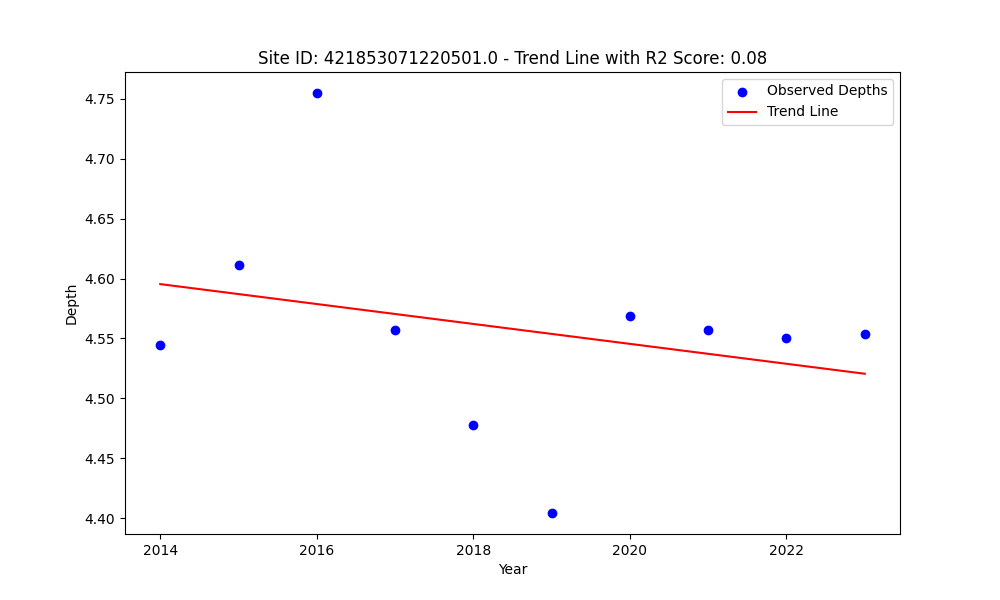 Site ID: 421853071220501.0 - Trend Line with R2 Score: 0.08
Observed Depths
Trend Line
4.75
4.70
4.65
4.60
4.55
4.50
4.45
4.40
Depth
2014
2016
2018
2020
2022
Year